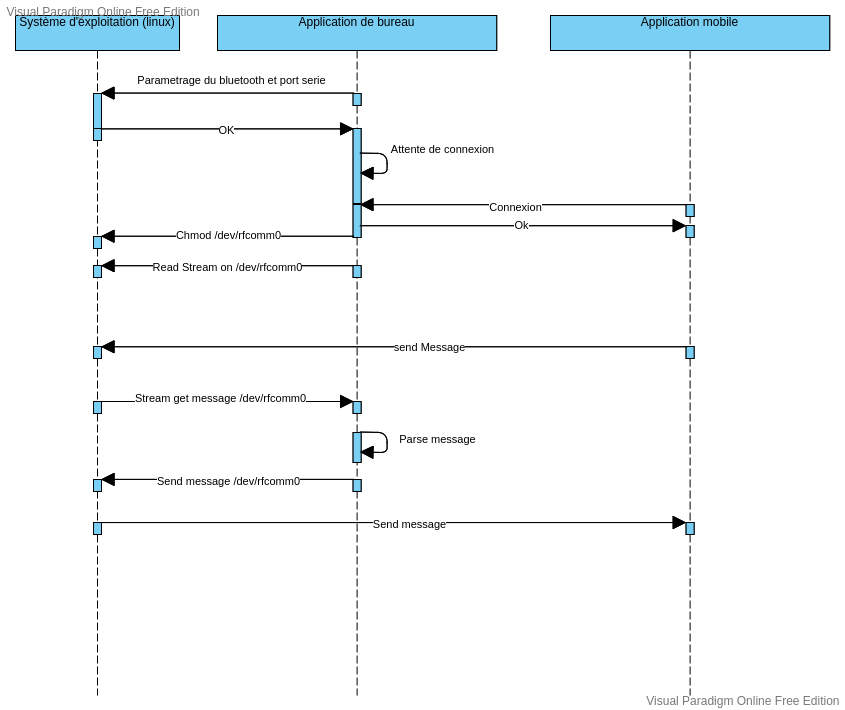 Visual Paradigm Online Free Edition
Système d'exploitation (linux)
Application de bureau
Application mobile
Parametrage du bluetooth et port serie
OK
Attente de connexion
Connexion
Ok
Chmod /dev/rfcomm0
Read Stream on /dev/rfcomm0
send Message
Stream get message /dev/rfcomm0
Parse message
Send message /dev/rfcomm0
Send message
Visual Paradigm Online Free Edition